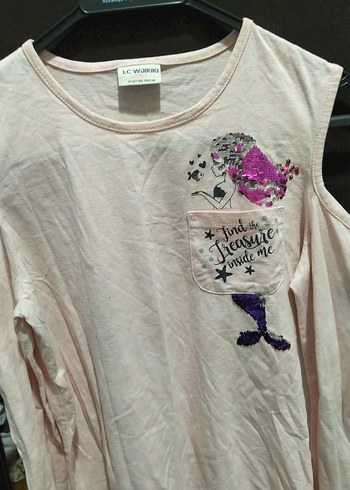 LC WAIKIKI
find the
Treasure
inside me